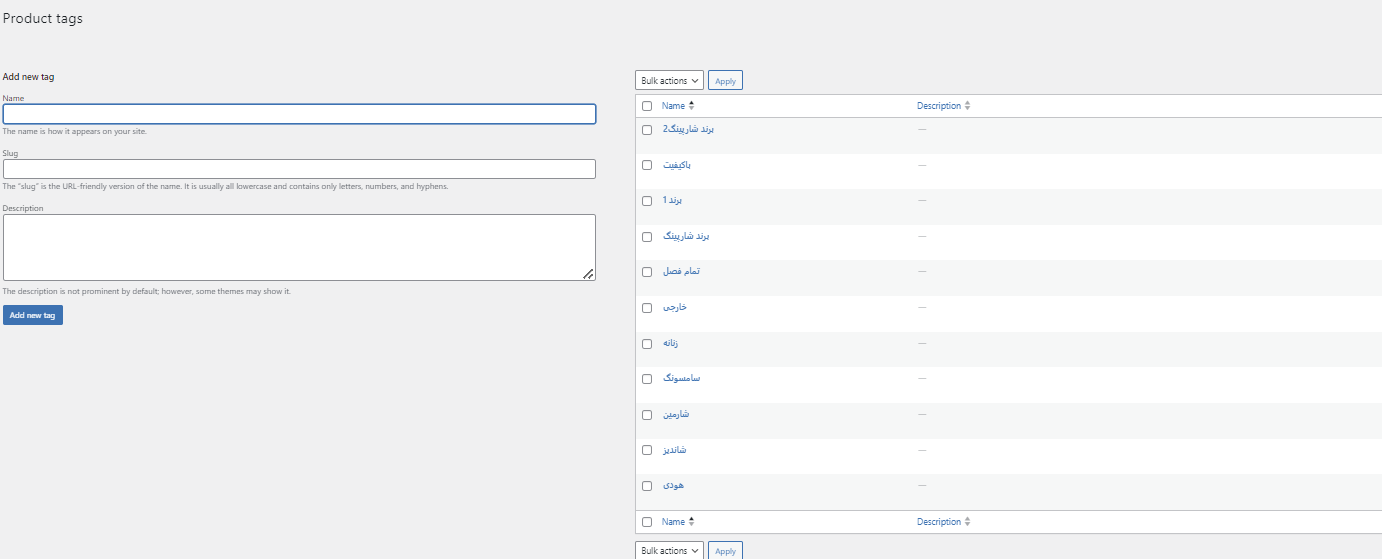 Product tags
Add new tag
Name
The name is how it appears on your site.
Slug
The “slug” is the URL-friendly version of the name. It is usually all lowercase and contains only letters, numbers, and hyphens.
Description
The description is not prominent by default; however, some themes may show it.
Add new tag
Bulk actions Apply
Name Description
برند شارپینگ2 —
باکیفیت —
برند 1 —
برند شارپینگ —
تمام فصل —
خارجی —
زنانه —
سامسونگ —
شارمین —
شاندیز —
هودی —
Name Description
Bulk actions Apply